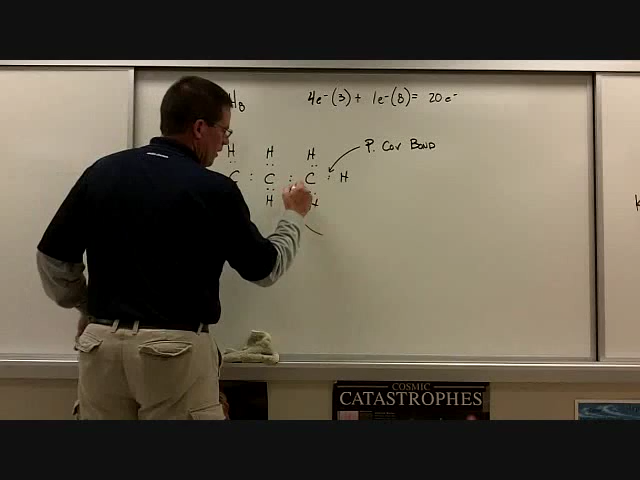 H₈ 4e⁻(3) + 1e⁻(8) = 20e⁻
P. Cov Bond
H H H
C : C : C : H
H H
COSMIC
CATASTROPHES